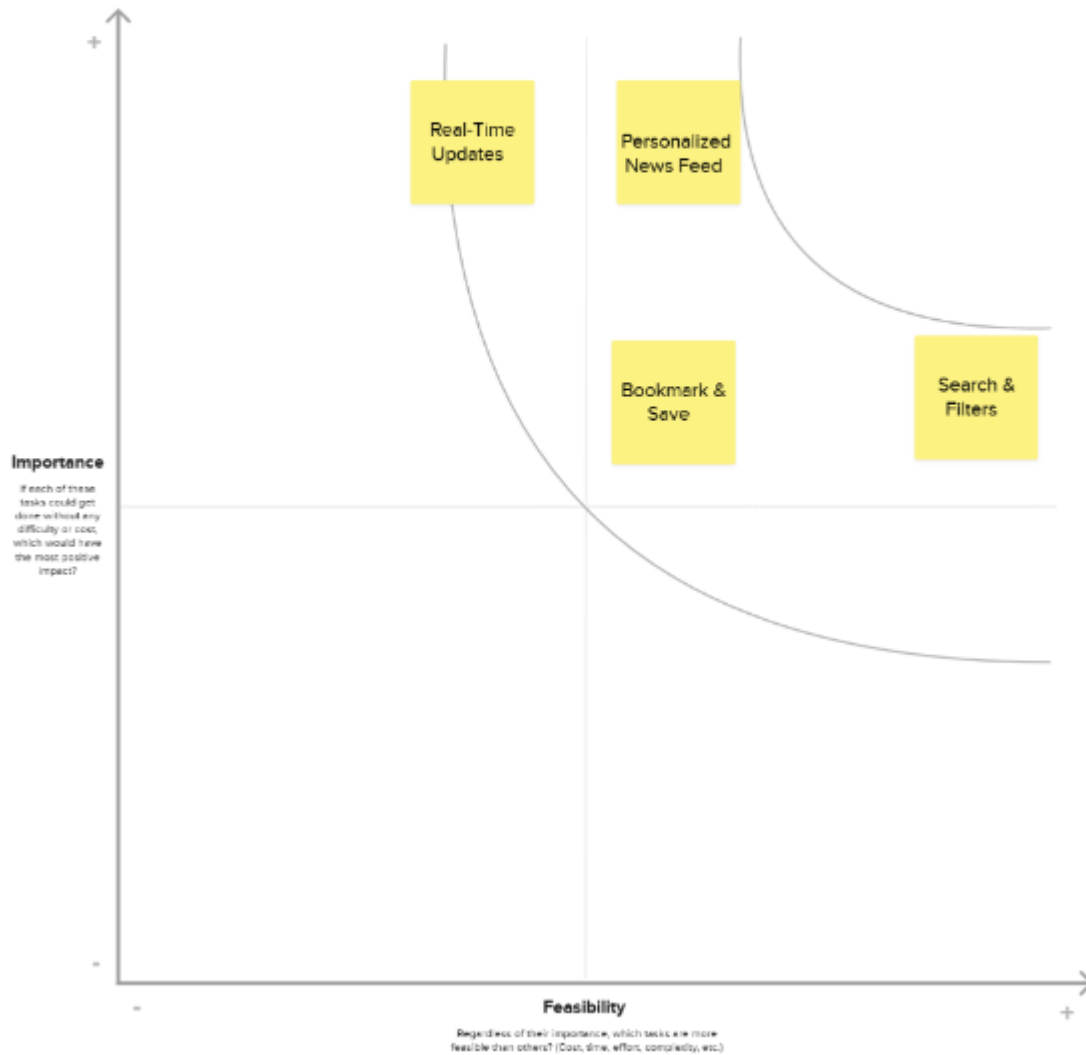 +
Real-Time
Updates
Personalized
News Feed
Bookmark &
Save
Search &
Filters
Importance
If each of these
tasks could get
done without any
difficulty or cost,
which would have
the most positive
impact?
-
-
Feasibility
+
Regardless of their importance, which tasks are more
feasible than others? (Cost, time, effort, complexity, etc.)